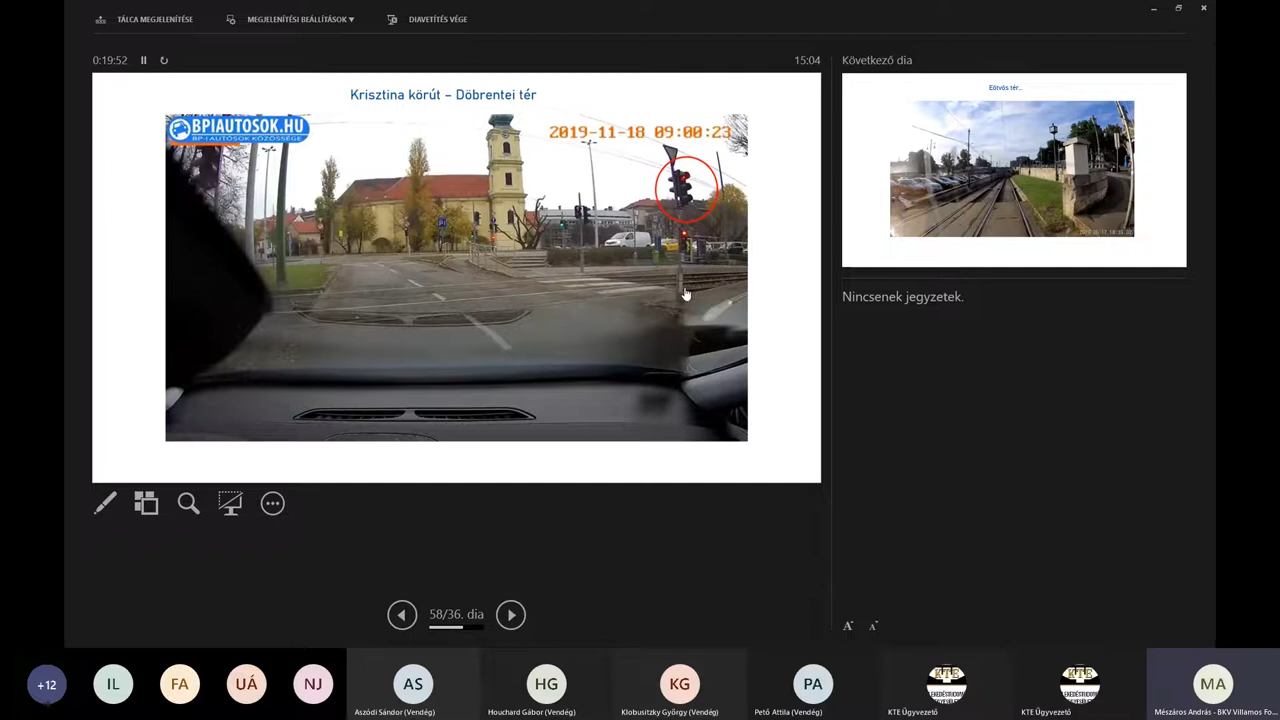 TÁLCA MEGJELENÍTÉSE
MEGJELENÍTÉSI BEÁLLÍTÁSOK ▼
DIAVETÍTÉS VÉGE
0:19:52
15:04
Következő dia
Krisztina körút – Döbrentei tér
BPIAUTOSOK.HU
BP-I AUTÓSOK KÖZÖSSÉGE
2019-11-18 09:00:23
Eötvös tér...
Nincsenek jegyzetek.
58/36. dia
A A
+12
IL
FA
UÁ
NJ
AS
HG
KG
PA
KTE
KTE
MA
Aszódi Sándor (Vendég)
Houchard Gábor (Vendég)
Klobusitzky György (Vendég)
Pető Attila (Vendég)
KTE Ügyvezető
KTE Ügyvezető
Mészáros András - BKV Villamos Fo...